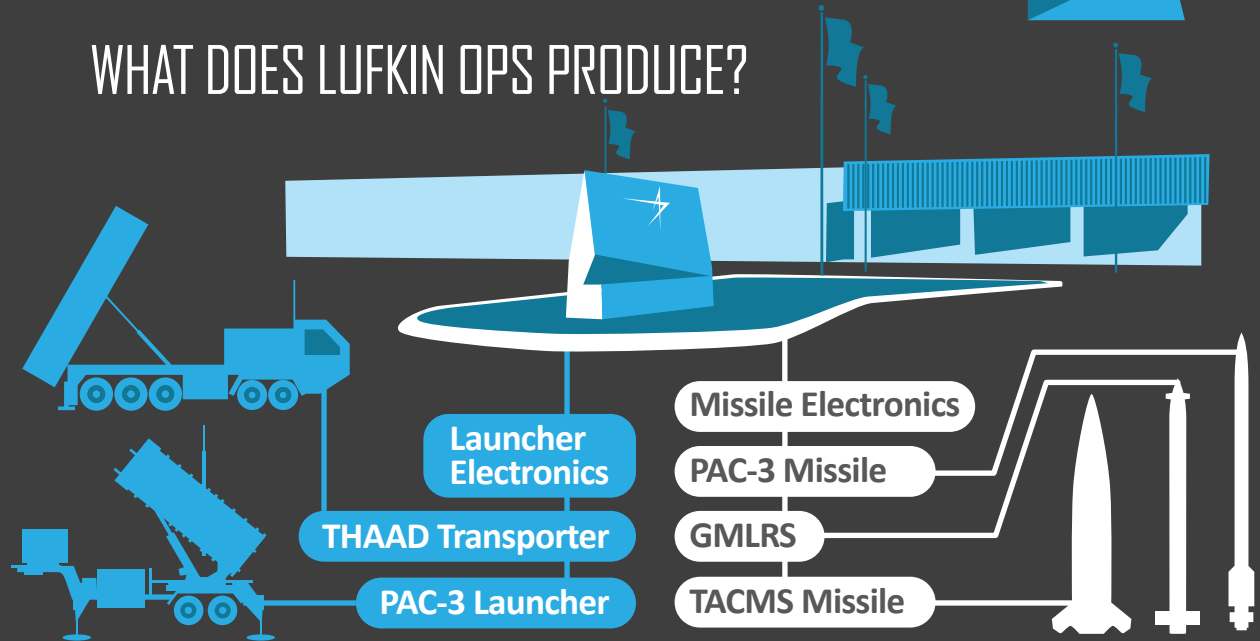 WHAT DOES LUFKIN OPS PRODUCE?
Launcher
Electronics
THAAD Transporter
PAC-3 Launcher
Missile Electronics
PAC-3 Missile
GMLRS
TACMS Missile